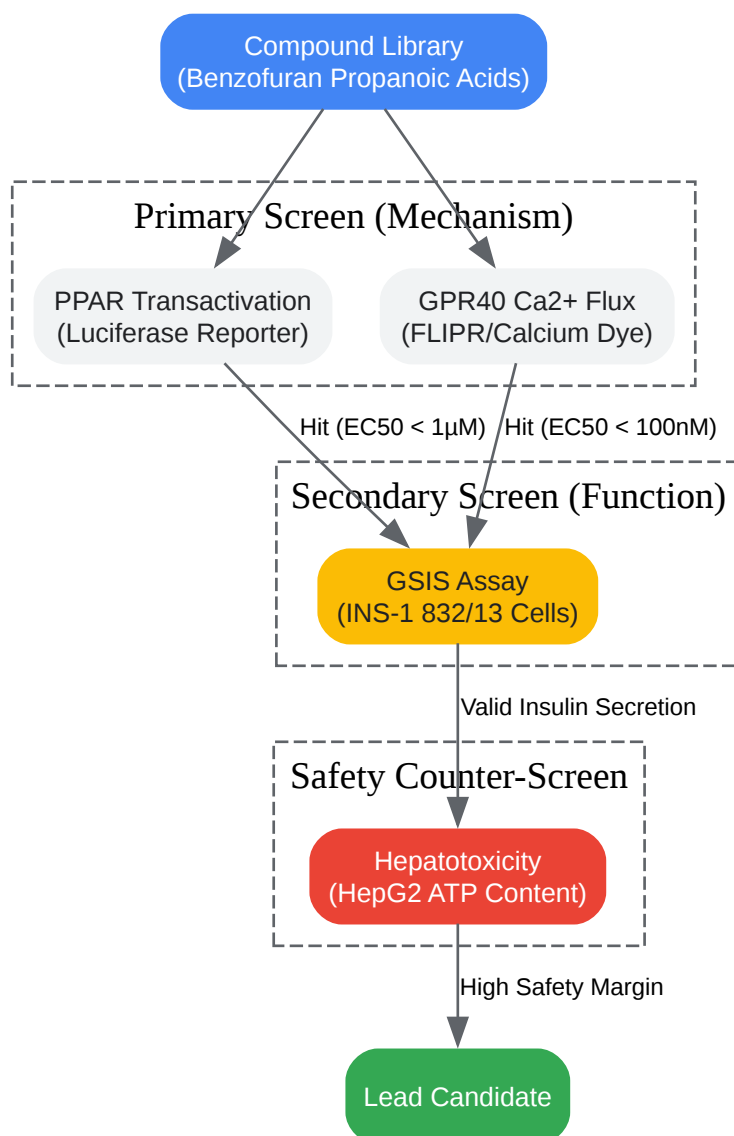 Compound Library
(Benzofuran Propanoic Acids)
Primary Screen (Mechanism)
PPAR Transactivation
(Luciferase Reporter)
GPR40 Ca2+ Flux
(FLIPR/Calcium Dye)
Hit (EC50 < 1µM)
Hit (EC50 < 100nM)
Secondary Screen (Function)
GSIS Assay
(INS-1 832/13 Cells)
Valid Insulin Secretion
Safety Counter-Screen
Hepatotoxicity
(HepG2 ATP Content)
High Safety Margin
Lead Candidate